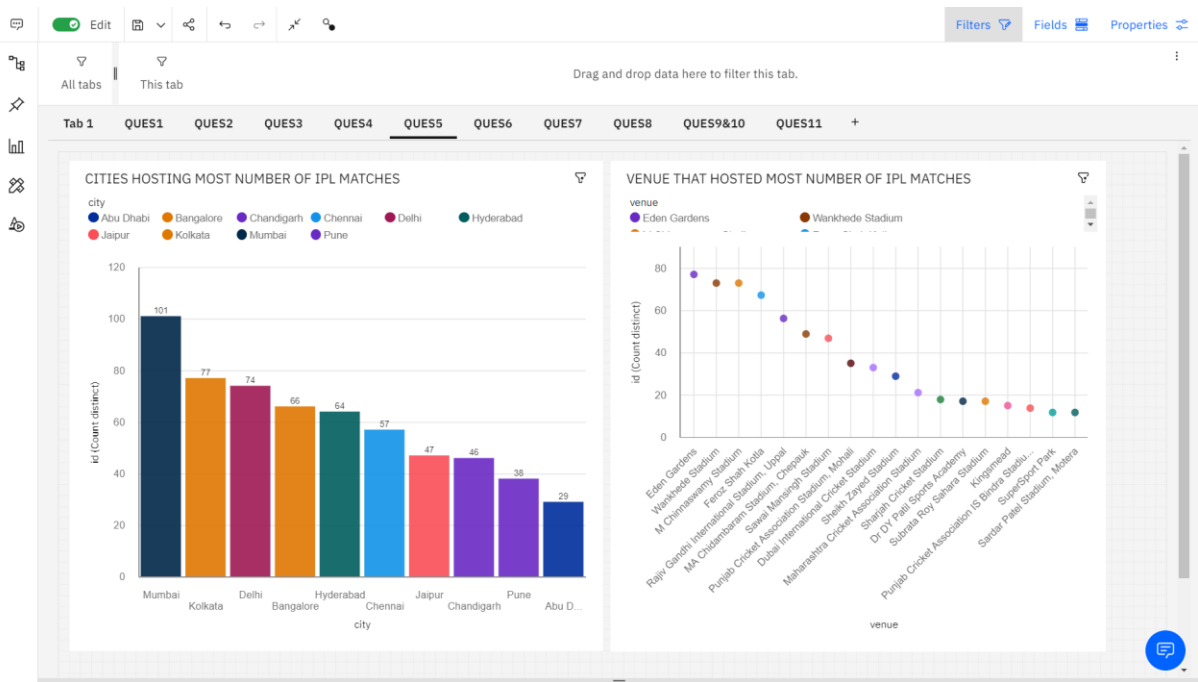 Edit
Filters
Fields
Properties
All tabs
This tab
Drag and drop data here to filter this tab.
Tab 1
QUES1
QUES2
QUES3
QUES4
QUES5
QUES6
QUES7
QUES8
QUES9&10
QUES11
+
CITIES HOSTING MOST NUMBER OF IPL MATCHES
city
Abu Dhabi
Bangalore
Chandigarh
Chennai
Delhi
Hyderabad
Jaipur
Kolkata
Mumbai
Pune
id (Count distinct)
120
100
80
60
40
20
0
101
77
74
66
64
57
47
46
38
29
Mumbai
Kolkata
Delhi
Bangalore
Hyderabad
Chennai
Jaipur
Chandigarh
Pune
Abu D...
city
VENUE THAT HOSTED MOST NUMBER OF IPL MATCHES
venue
Eden Gardens
Wankhede Stadium
id (Count distinct)
80
60
40
20
0
Eden Gardens
Wankhede Stadium
M Chinnaswamy Stadium
Feroz Shah Kotla
Rajiv Gandhi International Stadium, Uppal
MA Chidambaram Stadium, Chepauk
Sawai Mansingh Stadium
Punjab Cricket Association Stadium, Mohali
Dubai International Cricket Stadium
Sheikh Zayed Stadium
Maharashtra Cricket Association Stadium
Sharjah Cricket Stadium
Dr DY Patil Sports Academy
Subrata Roy Sahara Stadium
Kingsmead
Punjab Cricket Association IS Bindra Stadiu...
SuperSport Park
Sardar Patel Stadium, Motera
venue